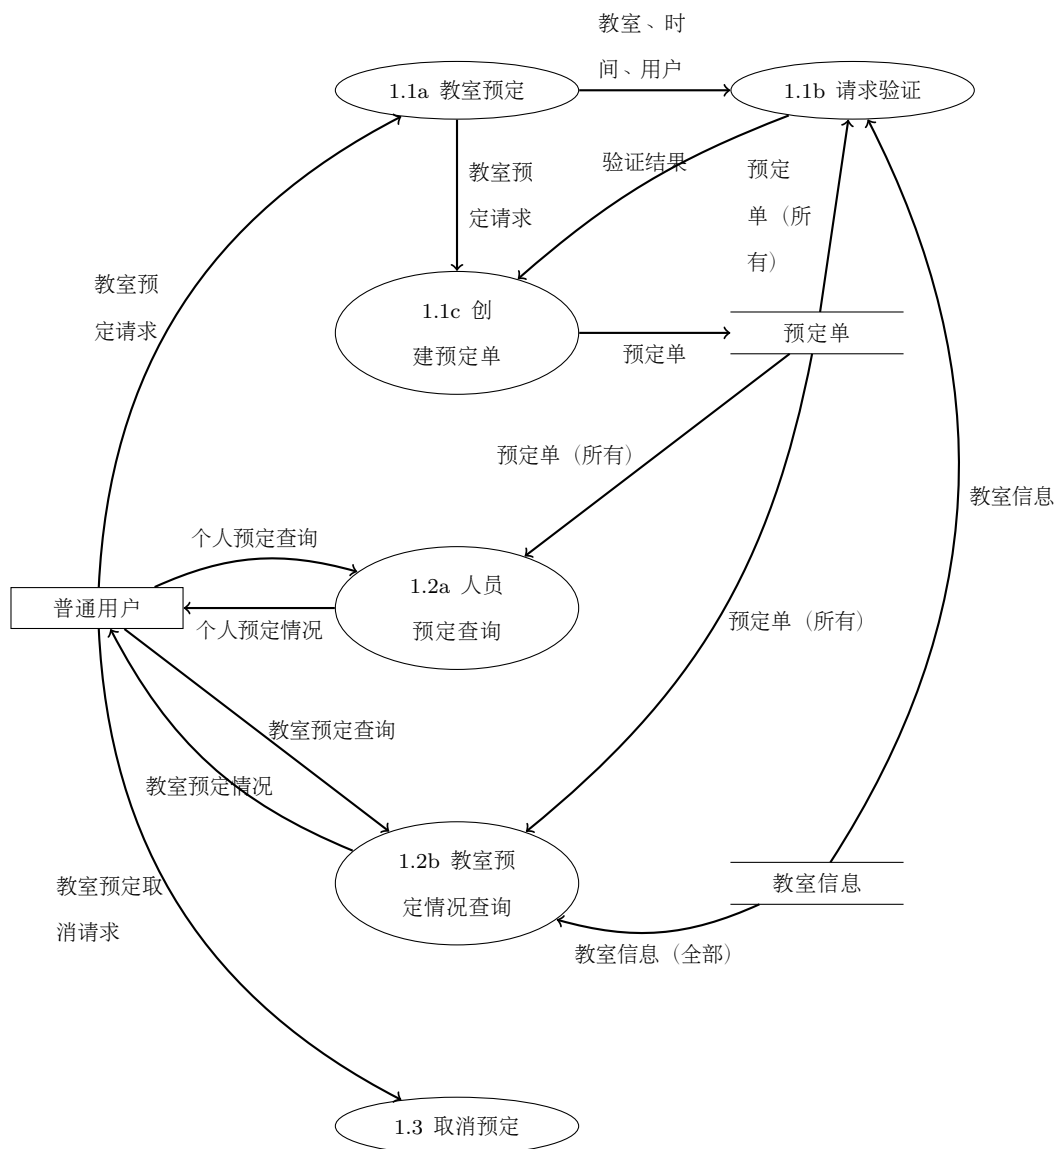 教室、时
间、用户
1.1a 教室预定
1.1b 请求验证
验证结果
教室预
定请求
预定
单（所
有）
教室预
定请求
1.1c 创
建预定单
预定单
预定单
预定单（所有）
教室信息
个人预定查询
1.2a 人员
预定查询
普通用户
个人预定情况
预定单（所有）
教室预定查询
教室预定情况
1.2b 教室预
定情况查询
教室信息
教室预定取
消请求
教室信息（全部）
1.3 取消预定